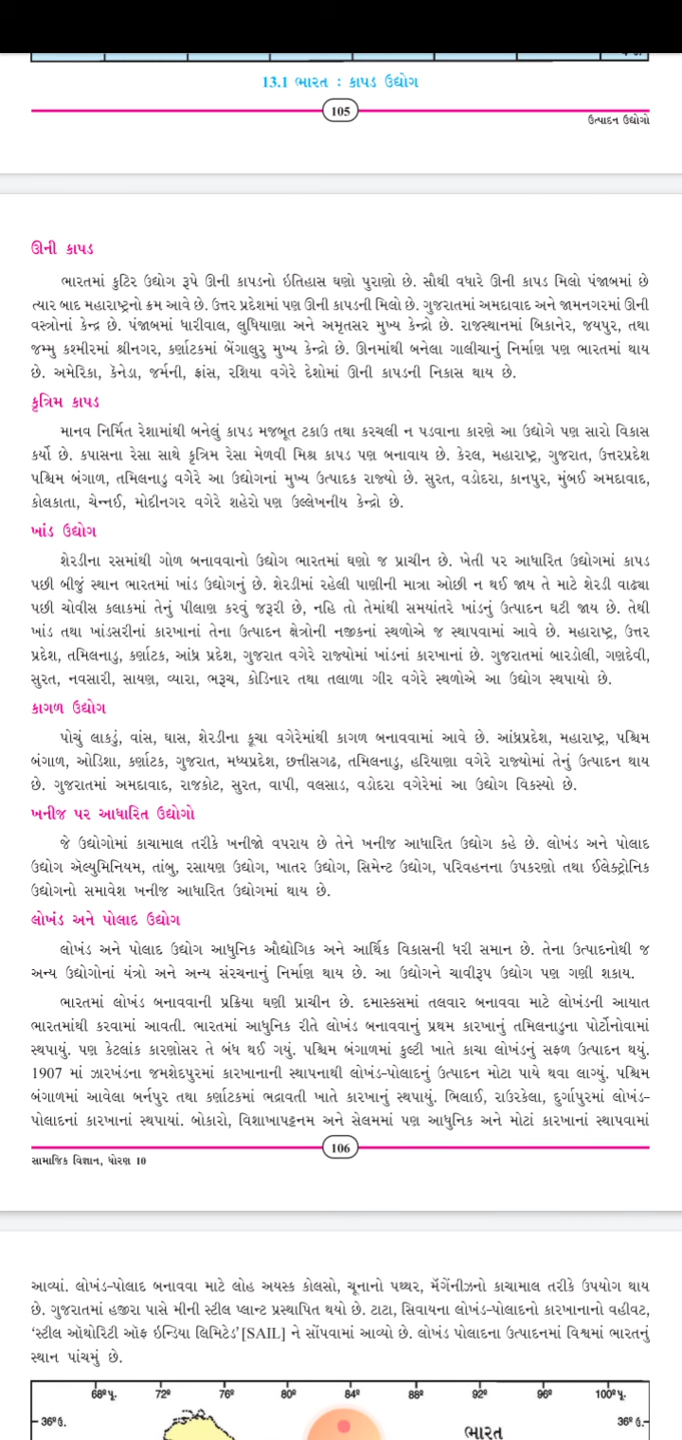 13.1 ભારત : કાપડ ઉદ્યોગ
105
ઉત્પાદન ઉદ્યોગો
ઊની કાપડ
ભારતમાં કુટિર ઉદ્યોગ રૂપે ઊની કાપડનો ઇતિહાસ ઘણો પુરાણો છે. સૌથી વધારે ઊની કાપડ મિલો પંજાબમાં છે
ત્યાર બાદ મહારાષ્ટ્રનો ક્રમ આવે છે. ઉત્તર પ્રદેશમાં પણ ઊની કાપડની મિલો છે. ગુજરાતમાં અમદાવાદ અને જામનગરમાં ઊની
વસ્ત્રોનાં કેન્દ્ર છે. પંજાબમાં ધારીવાલ, લુધિયાણા અને અમૃતસર મુખ્ય કેન્દ્રો છે. રાજસ્થાનમાં બિકાનેર, જયપુર, તથા
જમ્મુ કશ્મીરમાં શ્રીનગર, કર્ણાટકમાં બેંગાલુરુ મુખ્ય કેન્દ્રો છે. ઊનમાંથી બનેલા ગાલીચાનું નિર્માણ પણ ભારતમાં થાય
છે. અમેરિકા, કેનેડા, જર્મની, ફ્રાંસ, રશિયા વગેરે દેશોમાં ઊની કાપડની નિકાસ થાય છે.
કૃત્રિમ કાપડ
માનવ નિર્મિત રેશામાંથી બનેલું કાપડ મજબૂત ટકાઉ તથા કરચલી ન પડવાના કારણે આ ઉદ્યોગે પણ સારો વિકાસ
કર્યો છે. કપાસના રેસા સાથે કૃત્રિમ રેસા મેળવી મિશ્ર કાપડ પણ બનાવાય છે. કેરલ, મહારાષ્ટ્ર, ગુજરાત, ઉત્તરપ્રદેશ
પશ્ચિમ બંગાળ, તમિલનાડુ વગેરે આ ઉદ્યોગનાં મુખ્ય ઉત્પાદક રાજ્યો છે. સુરત, વડોદરા, કાનપુર, મુંબઈ અમદાવાદ,
કોલકાતા, ચેન્નઈ, મોદીનગર વગેરે શહેરો પણ ઉલ્લેખનીય કેન્દ્રો છે.
ખાંડ ઉદ્યોગ
શેરડીના રસમાંથી ગોળ બનાવવાનો ઉદ્યોગ ભારતમાં ઘણો જ પ્રાચીન છે. ખેતી પર આધારિત ઉદ્યોગમાં કાપડ
પછી બીજું સ્થાન ભારતમાં ખાંડ ઉદ્યોગનું છે. શેરડીમાં રહેલી પાણીની માત્રા ઓછી ન થઈ જાય તે માટે શેરડી વાઢ્યા
પછી ચોવીસ કલાકમાં તેનું પીલાણ કરવું જરૂરી છે, નહિ તો તેમાંથી સમયાંતરે ખાંડનું ઉત્પાદન ઘટી જાય છે. તેથી
ખાંડ તથા ખાંડસરીનાં કારખાનાં તેના ઉત્પાદન ક્ષેત્રોની નજીકનાં સ્થળોએ જ સ્થાપવામાં આવે છે. મહારાષ્ટ્ર, ઉત્તર
પ્રદેશ, તમિલનાડુ, કર્ણાટક, આંધ્ર પ્રદેશ, ગુજરાત વગેરે રાજ્યોમાં ખાંડનાં કારખાનાં છે. ગુજરાતમાં બારડોલી, ગણદેવી,
સુરત, નવસારી, સાયણ, વ્યારા, ભરૂચ, કોડિનાર તથા તલાળા ગીર વગેરે સ્થળોએ આ ઉદ્યોગ સ્થપાયો છે.
કાગળ ઉદ્યોગ
પોચું લાકડું, વાંસ, ઘાસ, શેરડીના કૂચા વગેરેમાંથી કાગળ બનાવવામાં આવે છે. આંધ્રપ્રદેશ, મહારાષ્ટ્ર, પશ્ચિમ
બંગાળ, ઓડિશા, કર્ણાટક, ગુજરાત, મધ્યપ્રદેશ, છત્તીસગઢ, તમિલનાડુ, હરિયાણા વગેરે રાજ્યોમાં તેનું ઉત્પાદન થાય
છે. ગુજરાતમાં અમદાવાદ, રાજકોટ, સુરત, વાપી, વલસાડ, વડોદરા વગેરેમાં આ ઉદ્યોગ વિકસ્યો છે.
ખનીજ પર આધારિત ઉદ્યોગો
જે ઉદ્યોગોમાં કાચામાલ તરીકે ખનીજો વપરાય છે તેને ખનીજ આધારિત ઉદ્યોગ કહે છે. લોખંડ અને પોલાદ
ઉદ્યોગ ઍલ્યુમિનિયમ, તાંબુ, રસાયણ ઉદ્યોગ, ખાતર ઉદ્યોગ, સિમેન્ટ ઉદ્યોગ, પરિવહનના ઉપકરણો તથા ઈલેક્ટ્રોનિક
ઉદ્યોગનો સમાવેશ ખનીજ આધારિત ઉદ્યોગમાં થાય છે.
લોખંડ અને પોલાદ ઉદ્યોગ
લોખંડ અને પોલાદ ઉદ્યોગ આધુનિક ઔદ્યોગિક અને આર્થિક વિકાસની ધરી સમાન છે. તેના ઉત્પાદનોથી જ
અન્ય ઉદ્યોગોનાં યંત્રો અને અન્ય સંરચનાનું નિર્માણ થાય છે. આ ઉદ્યોગને ચાવીરૂપ ઉદ્યોગ પણ ગણી શકાય.
ભારતમાં લોખંડ બનાવવાની પ્રક્રિયા ઘણી પ્રાચીન છે. દમાસ્કસમાં તલવાર બનાવવા માટે લોખંડની આયાત
ભારતમાંથી કરવામાં આવતી. ભારતમાં આધુનિક રીતે લોખંડ બનાવવાનું પ્રથમ કારખાનું તમિલનાડુના પોર્ટોનોવામાં
સ્થપાયું. પણ કેટલાંક કારણોસર તે બંધ થઈ ગયું. પશ્ચિમ બંગાળમાં કુલ્ટી ખાતે કાચા લોખંડનું સફળ ઉત્પાદન થયું.
1907 માં ઝારખંડના જમશેદપુરમાં કારખાનાની સ્થાપનાથી લોખંડ-પોલાદનું ઉત્પાદન મોટા પાયે થવા લાગ્યું. પશ્ચિમ
બંગાળમાં આવેલા બર્નપુર તથા કર્ણાટકમાં ભદ્રાવતી ખાતે કારખાનું સ્થપાયું. ભિલાઈ, રાઉરકેલા, દુર્ગાપુરમાં લોખંડ-
પોલાદનાં કારખાનાં સ્થપાયાં. બોકારો, વિશાખાપટ્ટનમ અને સેલમમાં પણ આધુનિક અને મોટાં કારખાનાં સ્થાપવામાં
106
સામાજિક વિજ્ઞાન, ધોરણ 10
આવ્યાં. લોખંડ-પોલાદ બનાવવા માટે લોહ અયસ્ક કોલસો, ચૂનાનો પથ્થર, મૅંગેનીઝનો કાચામાલ તરીકે ઉપયોગ થાય
છે. ગુજરાતમાં હજીરા પાસે મીની સ્ટીલ પ્લાન્ટ પ્રસ્થાપિત થયો છે. ટાટા, સિવાયના લોખંડ-પોલાદનો કારખાનાનો વહીવટ,
‘સ્ટીલ ઑથોરિટી ઑફ ઇન્ડિયા લિમિટેડ’ [SAIL] ને સોંપવામાં આવ્યો છે. લોખંડ પોલાદના ઉત્પાદનમાં વિશ્વમાં ભારતનું
સ્થાન પાંચમું છે.
68° પૂ. 72° 76° 80° 84° 88° 92° 96° 100° પૂ.
36° ઉ. 36° ઉ.
ભારત